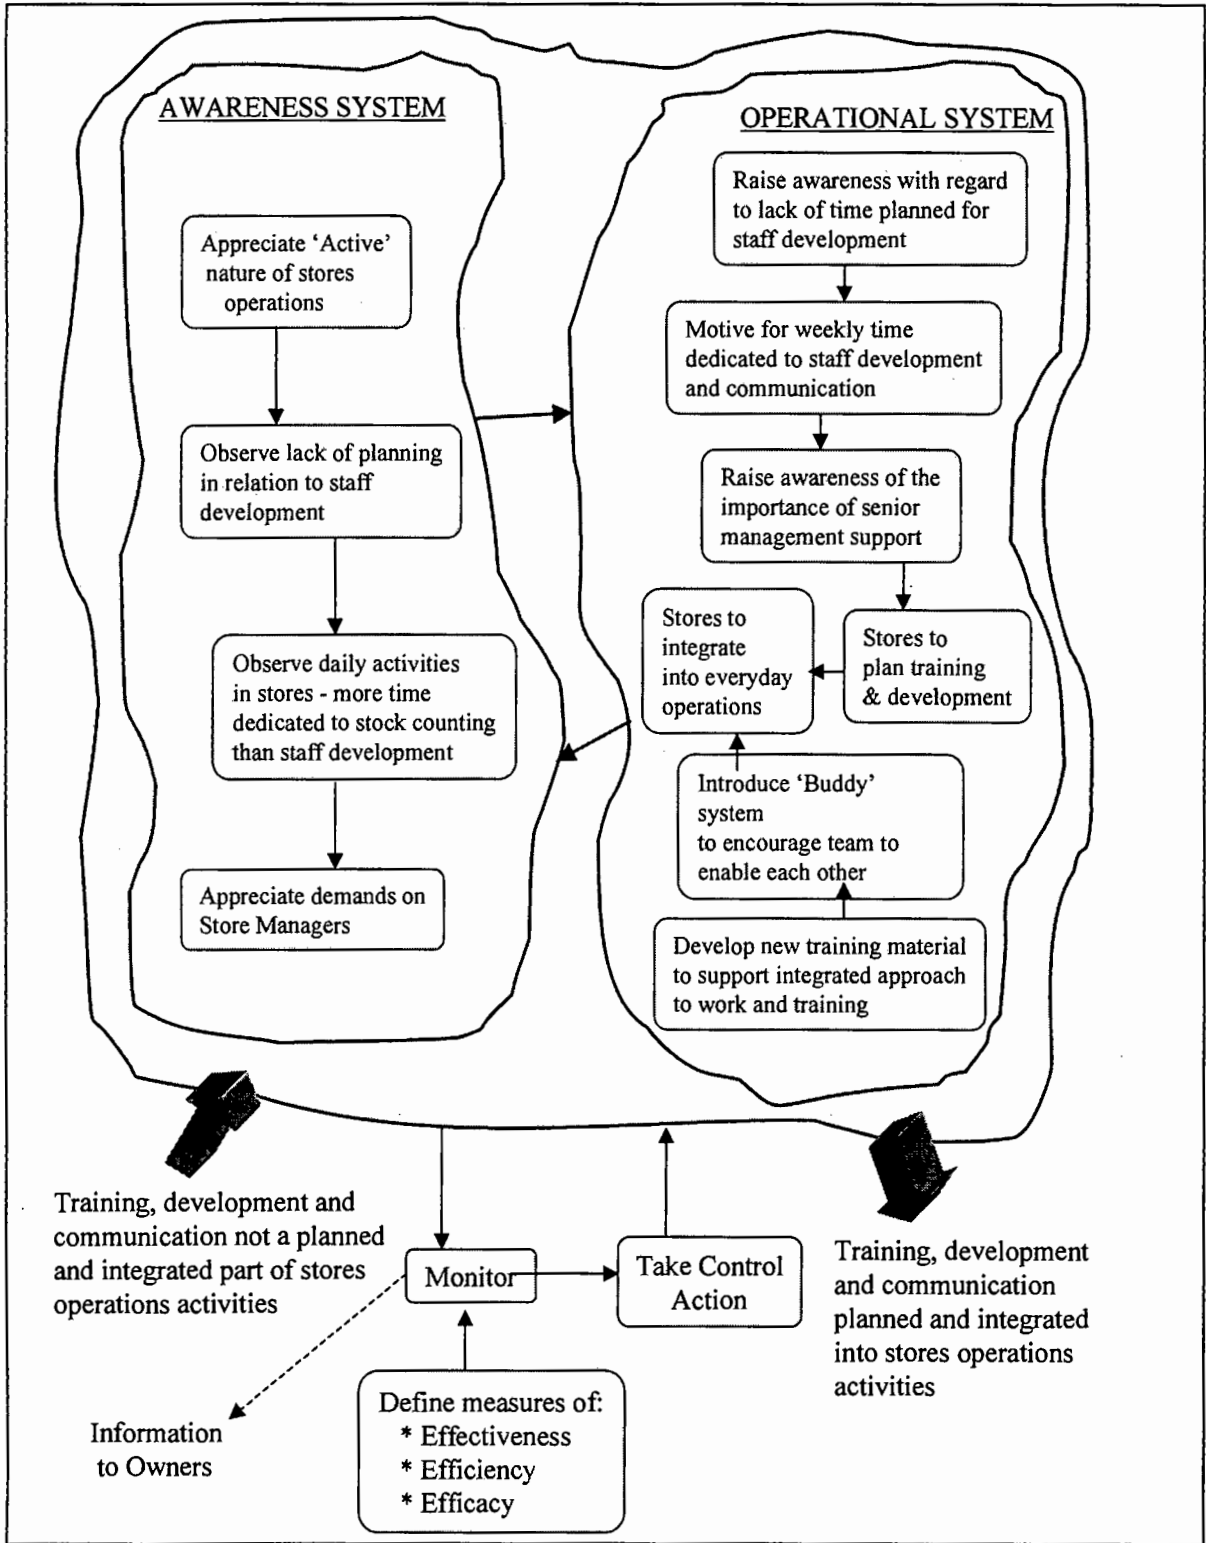 AWARENESS SYSTEM
Appreciate ‘Active’
nature of stores
operations
Observe lack of planning
in relation to staff
development
Observe daily activities
in stores - more time
dedicated to stock counting
than staff development
Appreciate demands on
Store Managers
OPERATIONAL SYSTEM
Raise awareness with regard
to lack of time planned for
staff development
Motive for weekly time
dedicated to staff development
and communication
Raise awareness of the
importance of senior
management support
Stores to
plan training
& development
Stores to
integrate
into everyday
operations
Introduce ‘Buddy’
system
to encourage team to
enable each other
Develop new training material
to support integrated approach
to work and training
Training, development and
communication not a planned
and integrated part of stores
operations activities
Monitor
Take Control
Action
Training, development
and communication
planned and integrated
into stores operations
activities
Information
to Owners
Define measures of:
* Effectiveness
* Efficiency
* Efficacy